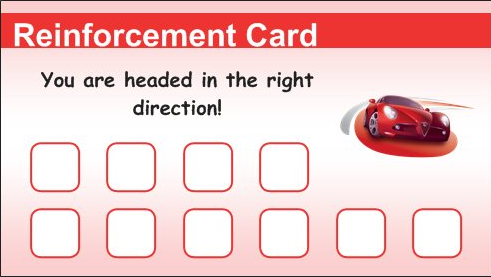 Reinforcement Card
You are headed in the right
direction!